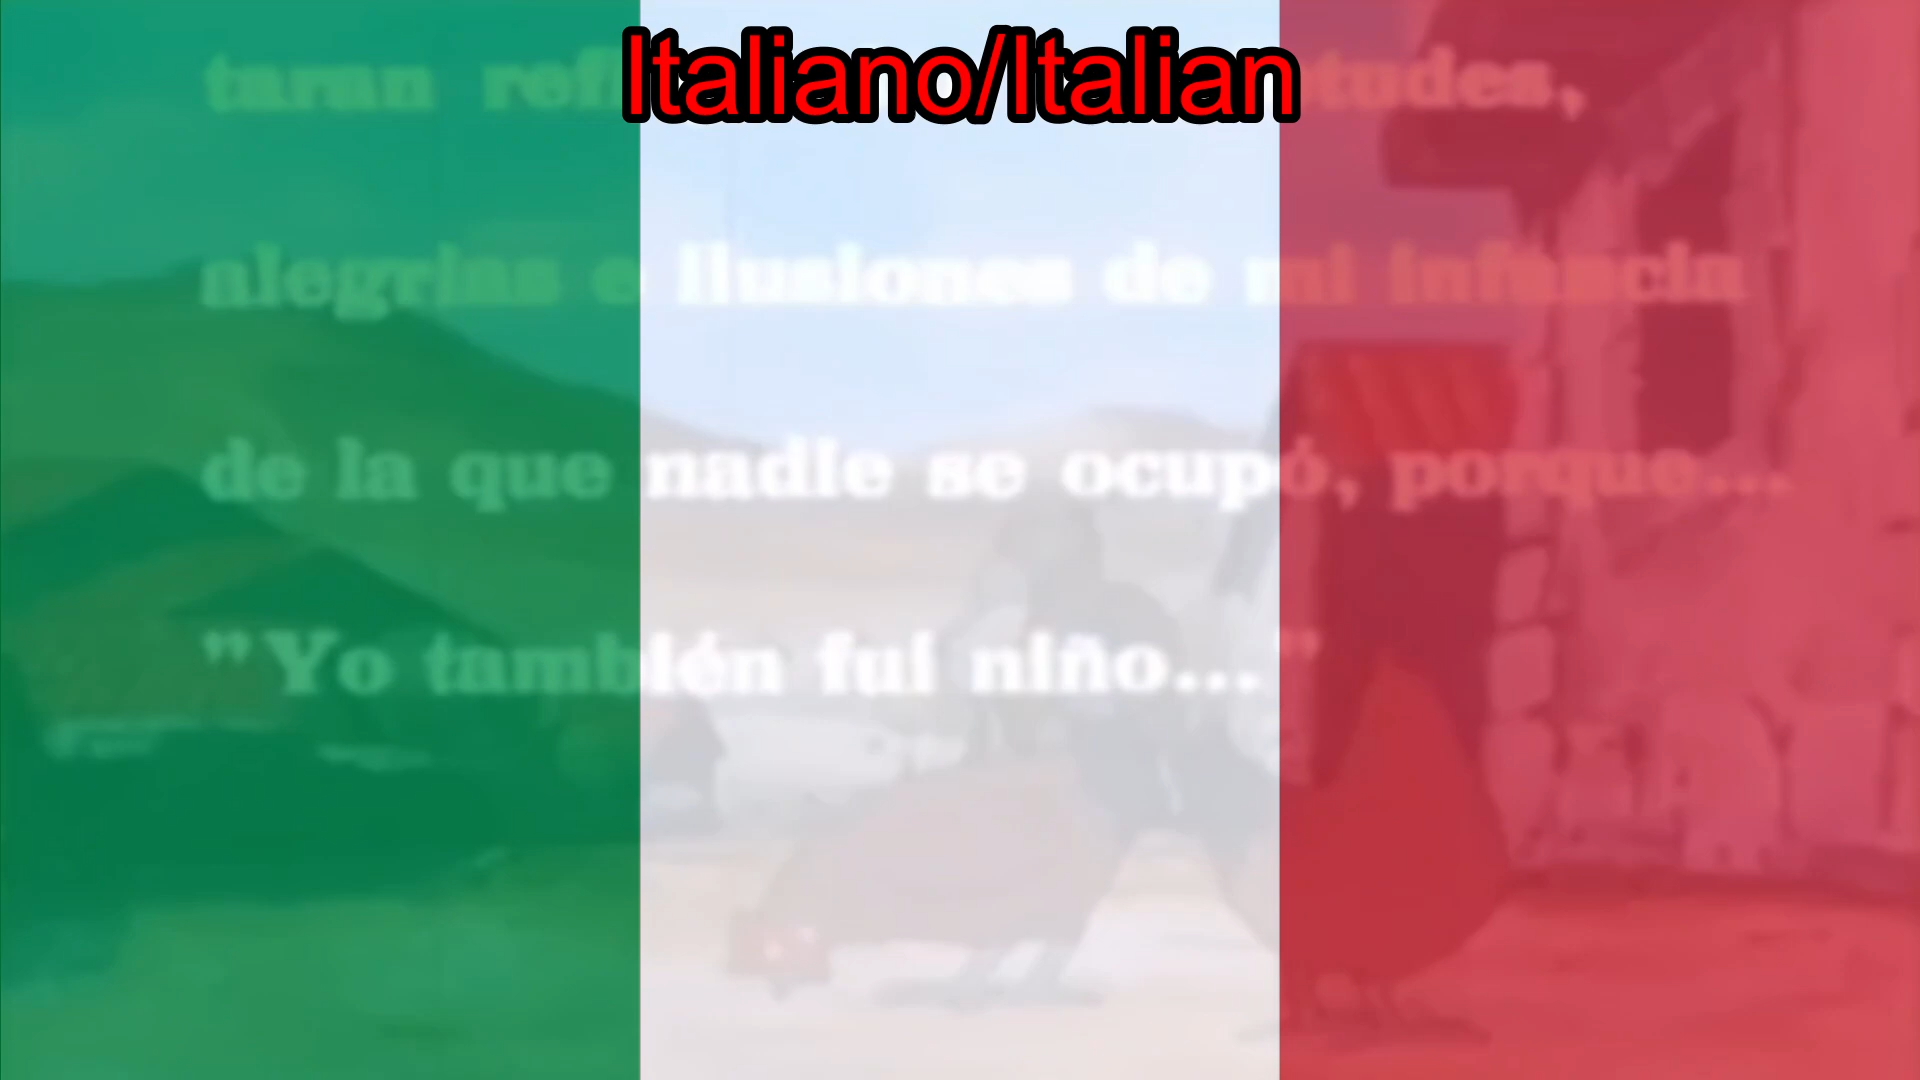 Italiano/Italian
taran tudes,
alegrias e ilusiones de mi infancia
de la que nadie se ocupó, porque...
"Yo también fui niño..."